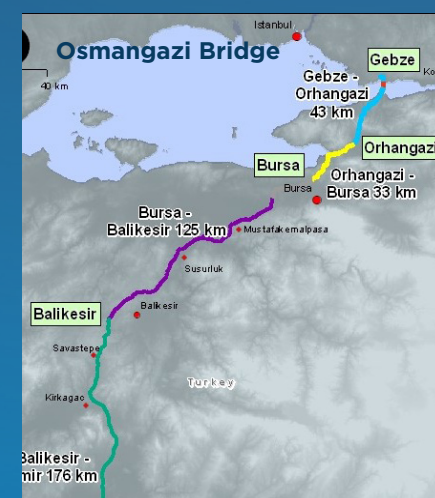 Istanbul
Osmangazi Bridge
Gebze
Ko
40 km
Gebze -
Orhangazi
43 km
Orhangazi
Bursa
Bursa
Orhangazi -
Bursa 33 km
Bursa -
Balikesir 125 km
Mustafakemalpasa
Susurluk
Balikesir
Balikesir
Savastepe
Turkey
Kirkagac
Balikesir -
mir 176 km